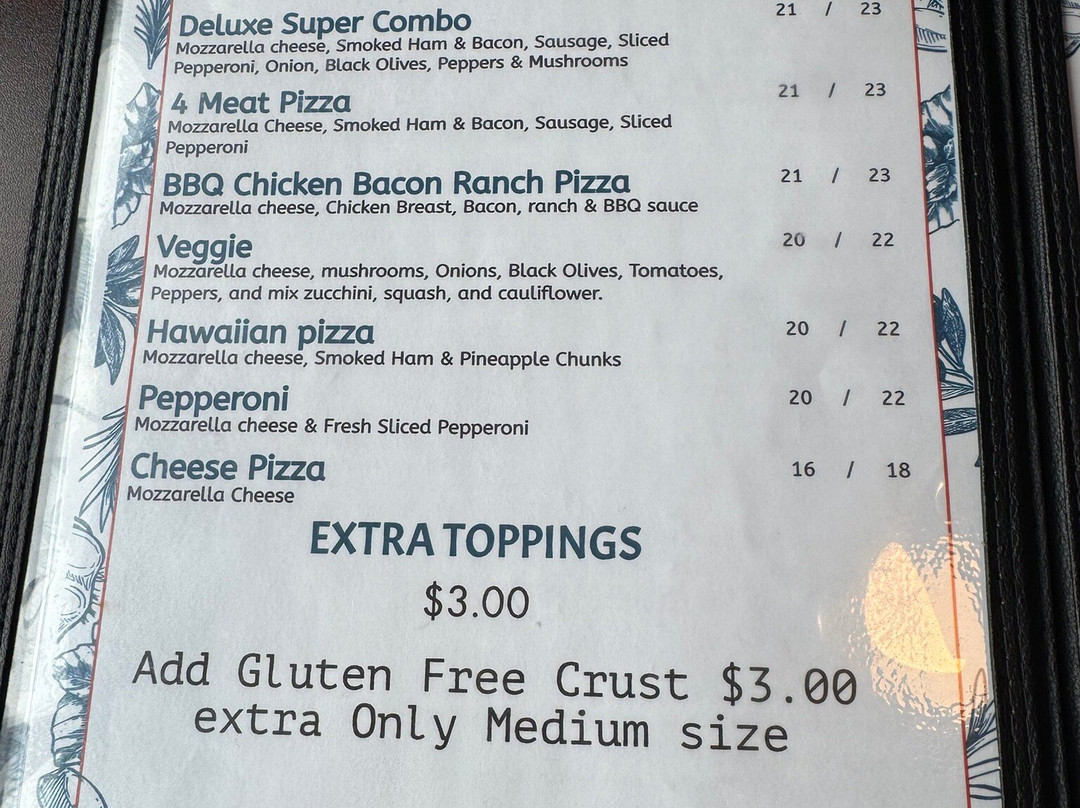 Deluxe Super Combo 21 / 23
Mozzarella cheese, Smoked Ham & Bacon, Sausage, Sliced
Pepperoni, Onion, Black Olives, Peppers & Mushrooms
4 Meat Pizza 21 / 23
Mozzarella Cheese, Smoked Ham & Bacon, Sausage, Sliced
Pepperoni
BBQ Chicken Bacon Ranch Pizza 21 / 23
Mozzarella cheese, Chicken Breast, Bacon, ranch & BBQ sauce
Veggie 20 / 22
Mozzarella cheese, mushrooms, Onions, Black Olives, Tomatoes,
Peppers, and mix zucchini, squash, and cauliflower.
Hawaiian pizza 20 / 22
Mozzarella cheese, Smoked Ham & Pineapple Chunks
Pepperoni 20 / 22
Mozzarella cheese & Fresh Sliced Pepperoni
Cheese Pizza 16 / 18
Mozzarella Cheese
EXTRA TOPPINGS
$3.00
Add Gluten Free Crust $3.00
extra Only Medium size